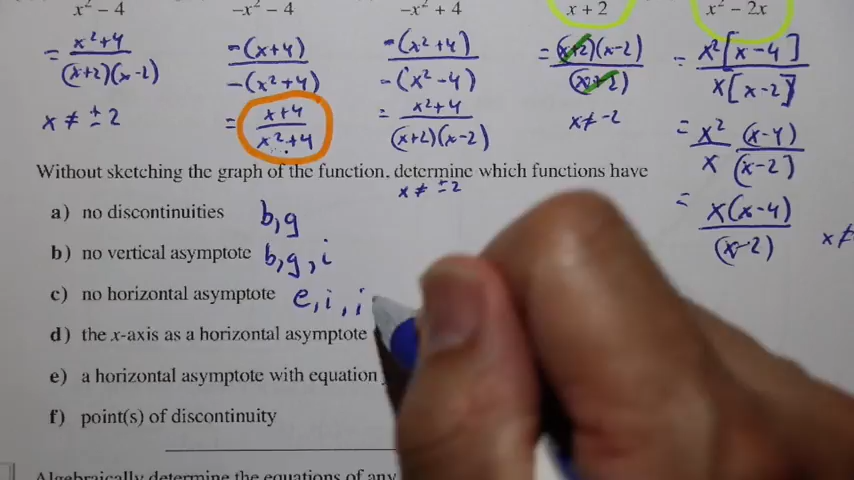 x² − 4 −x² − 4 −x² + 4 x + 2 x² − 2x
= x²+4 / (x+2)(x-2) -(x+4) / -(x²+4) -(x²+4) / -(x²-4) = (x+2)(x-2) / (x+2) = x²[x-4] / x[x-2]
x ≠ ±2 = x+4 / x²+4 = x²+4 / (x+2)(x-2) x ≠ -2 = x²/x (x-4)/(x-2)
Without sketching the graph of the function, determine which functions have
x ≠ ±2
= x(x-4) / (x-2) x ≠
a) no discontinuities b,g
b) no vertical asymptote b,g,i
c) no horizontal asymptote e,i,j
d) the x-axis as a horizontal asymptote
e) a horizontal asymptote with equation
f) point(s) of discontinuity
Algebraically determine the equations of any